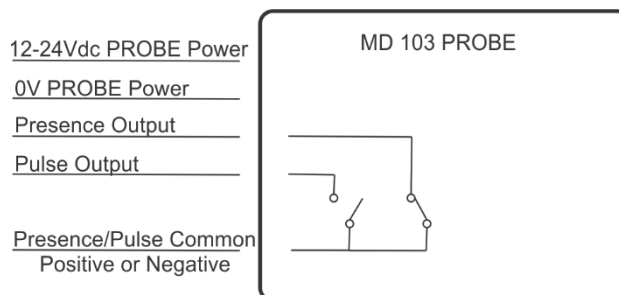 12-24Vdc PROBE Power
MD 103 PROBE
0V PROBE Power
Presence Output
Pulse Output
Presence/Pulse Common
Positive or Negative